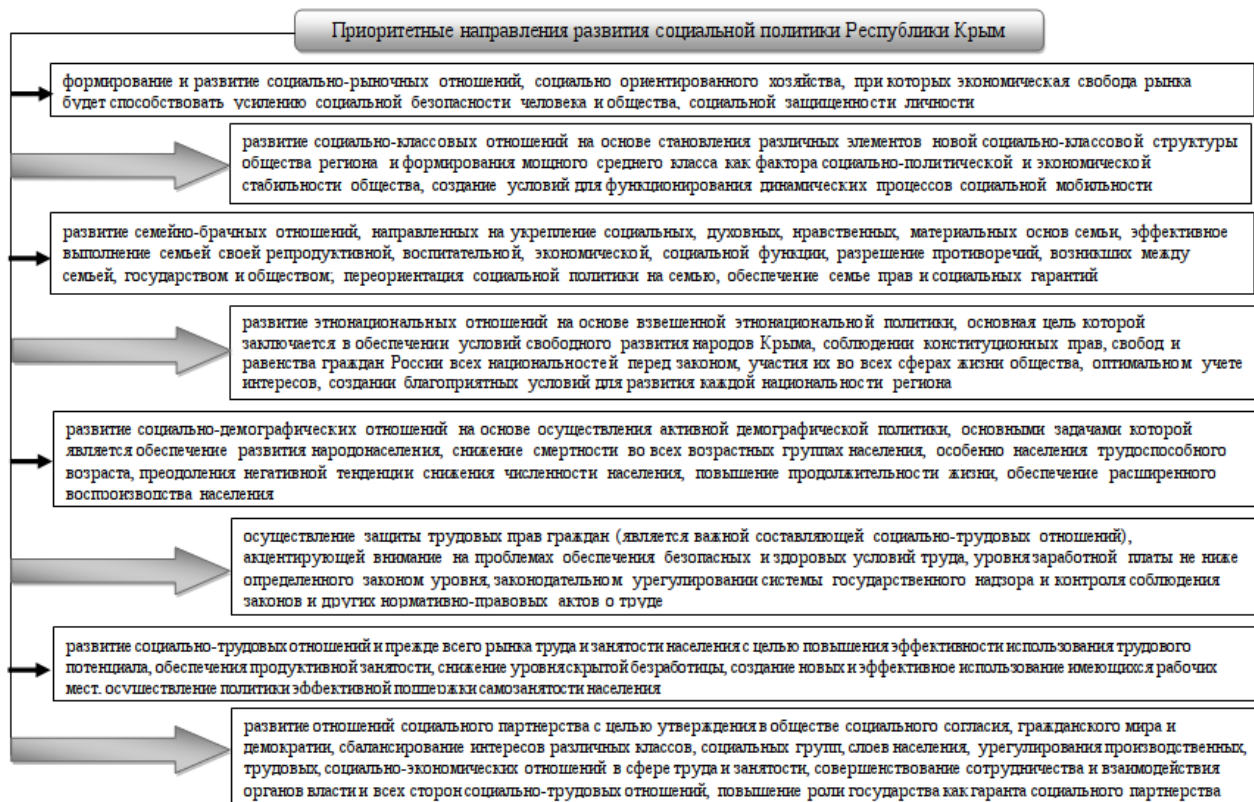 Приоритетные направления развития социальной политики Республики Крым
формирование и развитие социально-рыночных отношений, социально ориентированного хозяйства, при которых экономическая свобода рынка
будет способствовать усилению социальной безопасности человека и общества, социальной защищенности личности
развитие социально-классовых отношений на основе становления различных элементов новой социально-классовой структуры
общества региона и формирования мощного среднего класса как фактора социально-политической и экономической
стабильности общества, создание условий для функционирования динамических процессов социальной мобильности
развитие семейно-брачных отношений, направленных на укрепление социальных, духовных, нравственных, материальных основ семьи, эффективное
выполнение семьей своей репродуктивной, воспитательной, экономической, социальной функции, разрешение противоречий, возникших между
семьей, государством и обществом; переориентация социальной политики на семью, обеспечение семье прав и социальных гарантий
развитие этнонациональных отношений на основе взвешенной этнонациональной политики, основная цель которой
заключается в обеспечении условий свободного развития народов Крыма, соблюдении конституционных прав, свобод и
равенства граждан России всех национальностей перед законом, участия их во всех сферах жизни общества, оптимальном учете
интересов, создании благоприятных условий для развития каждой национальности региона
развитие социально-демографических отношений на основе осуществления активной демографической политики, основными задачами которой
является обеспечение развития народонаселения, снижение смертности во всех возрастных группах населения, особенно населения трудоспособного
возраста, преодоления негативной тенденции снижения численности населения, повышение продолжительности жизни, обеспечение расширенного
воспроизводства населения
осуществление защиты трудовых прав граждан (является важной составляющей социально-трудовых отношений),
акцентирующей внимание на проблемах обеспечения безопасных и здоровых условий труда, уровня заработной платы не ниже
определенного законом уровня, законодательном урегулировании системы государственного надзора и контроля соблюдения
законов и других нормативно-правовых актов о труде
развитие социально-трудовых отношений и прежде всего рынка труда и занятости населения с целью повышения эффективности использования трудового
потенциала, обеспечения продуктивной занятости, снижение уровня скрытой безработицы, создание новых и эффективное использование имеющихся рабочих
мест, осуществление политики эффективной поддержки самозанятости населения
развитие отношений социального партнерства с целью утверждения в обществе социального согласия, гражданского мира и
демократии, сбалансирование интересов различных классов, социальных групп, слоев населения, урегулирования производственных,
трудовых, социально-экономических отношений в сфере труда и занятости, совершенствование сотрудничества и взаимодействия
органов власти и всех сторон социально-трудовых отношений, повышение роли государства как гаранта социального партнерства